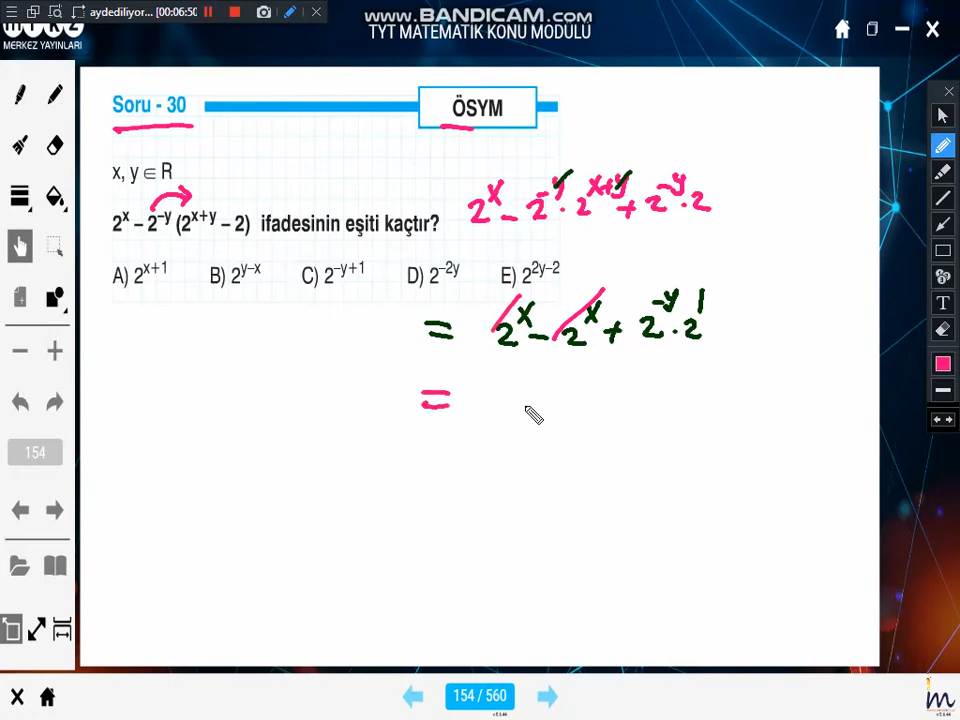 aydediliyor... [00:06:50]
www.BANDICAM.com
MERKEZ YAYINLARI
TYT MATEMATİK KONU MODULÜ
Soru - 30
ÖSYM
x, y ∈ R
2^x – 2^–y (2^x+y – 2) ifadesinin eşiti kaçtır?
2^x - 2^-y . 2^x+y + 2^-y . 2
A) 2^x+1 B) 2^y–x C) 2^–y+1 D) 2^–2y E) 2^2y–2
= 2^x - 2^x + 2^-y . 2^1
=
T
154
154 / 560